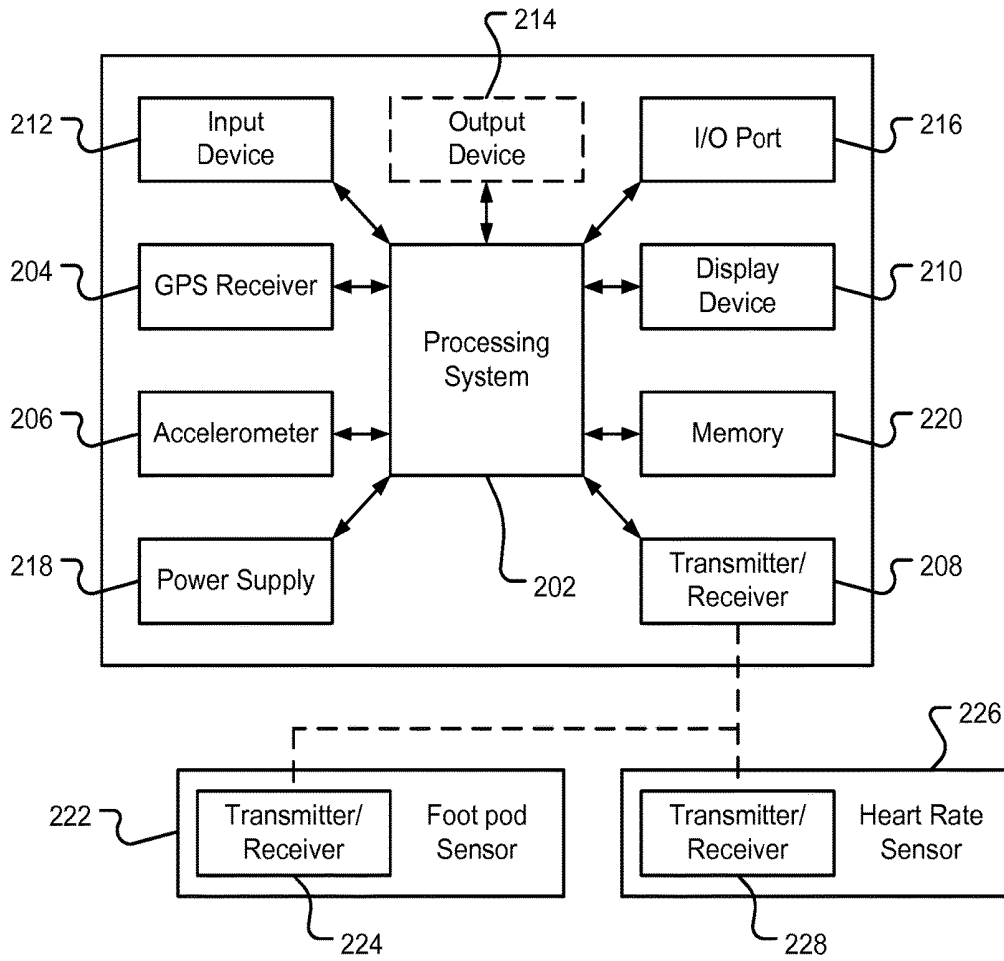 214
212
Input
Device
Output
Device
I/O Port
216
204
GPS Receiver
Display
Device
210
Processing
System
206
Accelerometer
Memory
220
218
Power Supply
202
Transmitter/
Receiver
208
226
222
Transmitter/
Receiver
Foot pod
Sensor
Transmitter/
Receiver
Heart Rate
Sensor
224
228